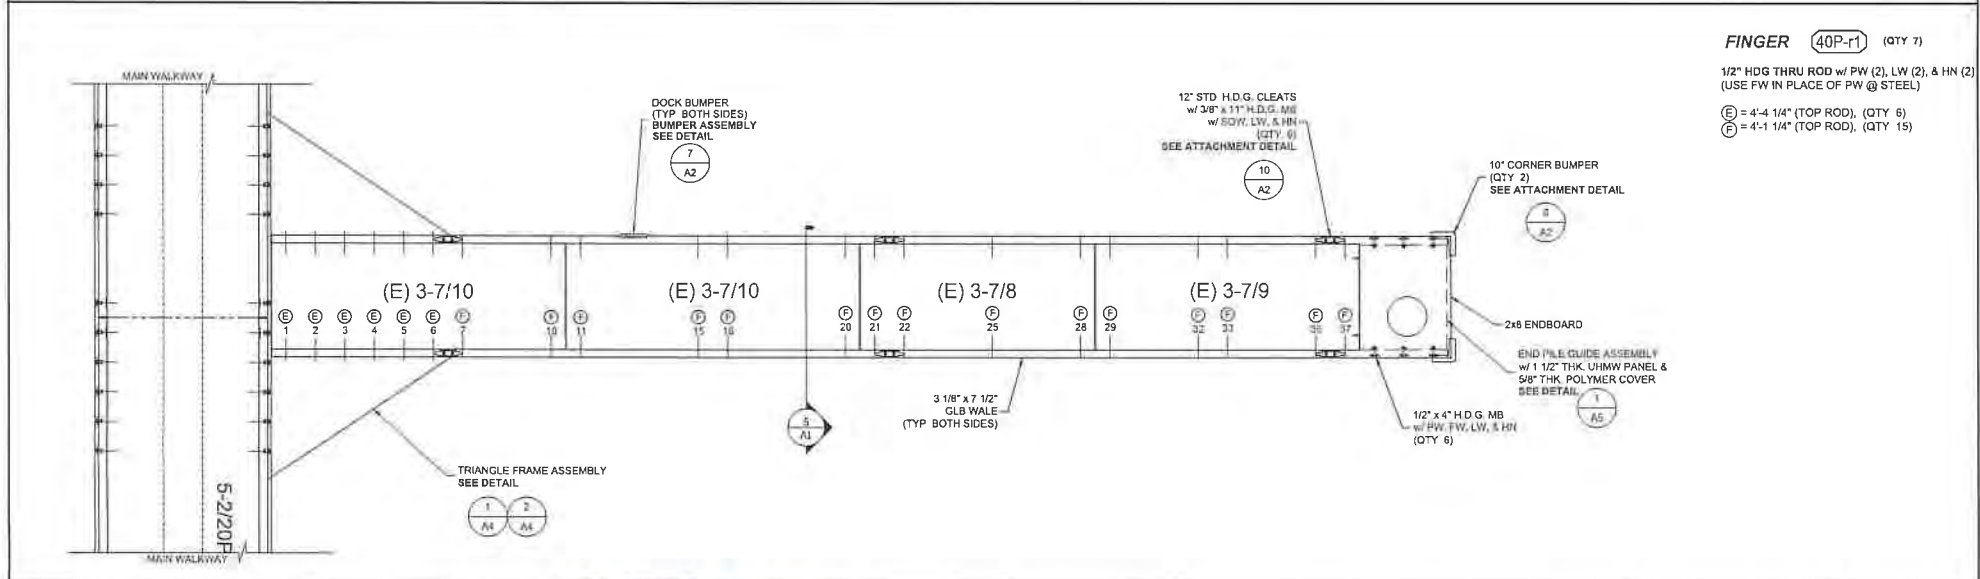 FINGER 40P-r1 (QTY 7)
1/2" HDG THRU ROD w/ PW (2), LW (2), & HN (2)
(USE FW IN PLACE OF PW @ STEEL)
E = 4'-4 1/4" (TOP ROD), (QTY 6)
F = 4'-1 1/4" (TOP ROD), (QTY 15)
MAIN WALKWAY
DOCK BUMPER
(TYP BOTH SIDES)
BUMPER ASSEMBLY
SEE DETAIL
7
A2
12" STD H.D.G. CLEATS
w/ 3/8" x 11" H.D.G. MB
w/ SQW, LW, & HN
(QTY 6)
SEE ATTACHMENT DETAIL
10
A2
10" CORNER BUMPER
(QTY 2)
SEE ATTACHMENT DETAIL
A2
(E) 3-7/10
(E) 3-7/10
(E) 3-7/8
(E) 3-7/9
E E E E E E F F F F F F F F F F F F F F F
1 2 3 4 5 6 7 10 11 15 16 20 21 22 25 28 29 32 33 36 37
2x8 ENDBOARD
END PILE GUIDE ASSEMBLY
w/ 1 1/2" THK. UHMW PANEL &
5/8" THK. POLYMER COVER
SEE DETAIL
1
A5
3 1/8" x 7 1/2"
GLB WALE
(TYP BOTH SIDES)
5
A1
1/2" x 4" H.D.G. MB
w/ PW, FW, LW, & HN
(QTY 6)
TRIANGLE FRAME ASSEMBLY
SEE DETAIL
1 2
A4 A4
5-2/20P
MAIN WALKWAY